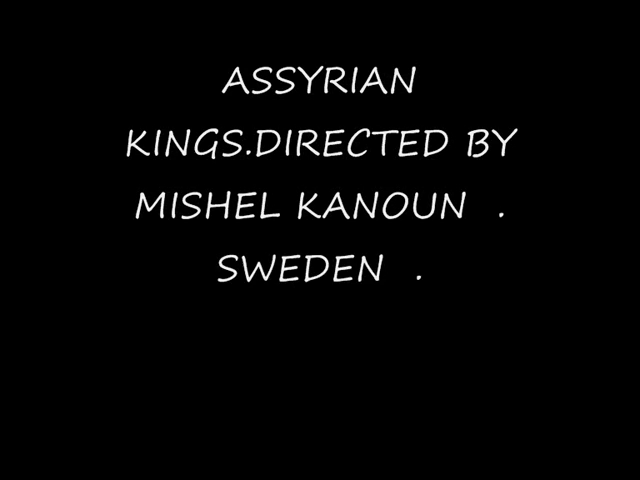 ASSYRIAN
KINGS.DIRECTED BY
MISHEL KANOUN  .
SWEDEN  .